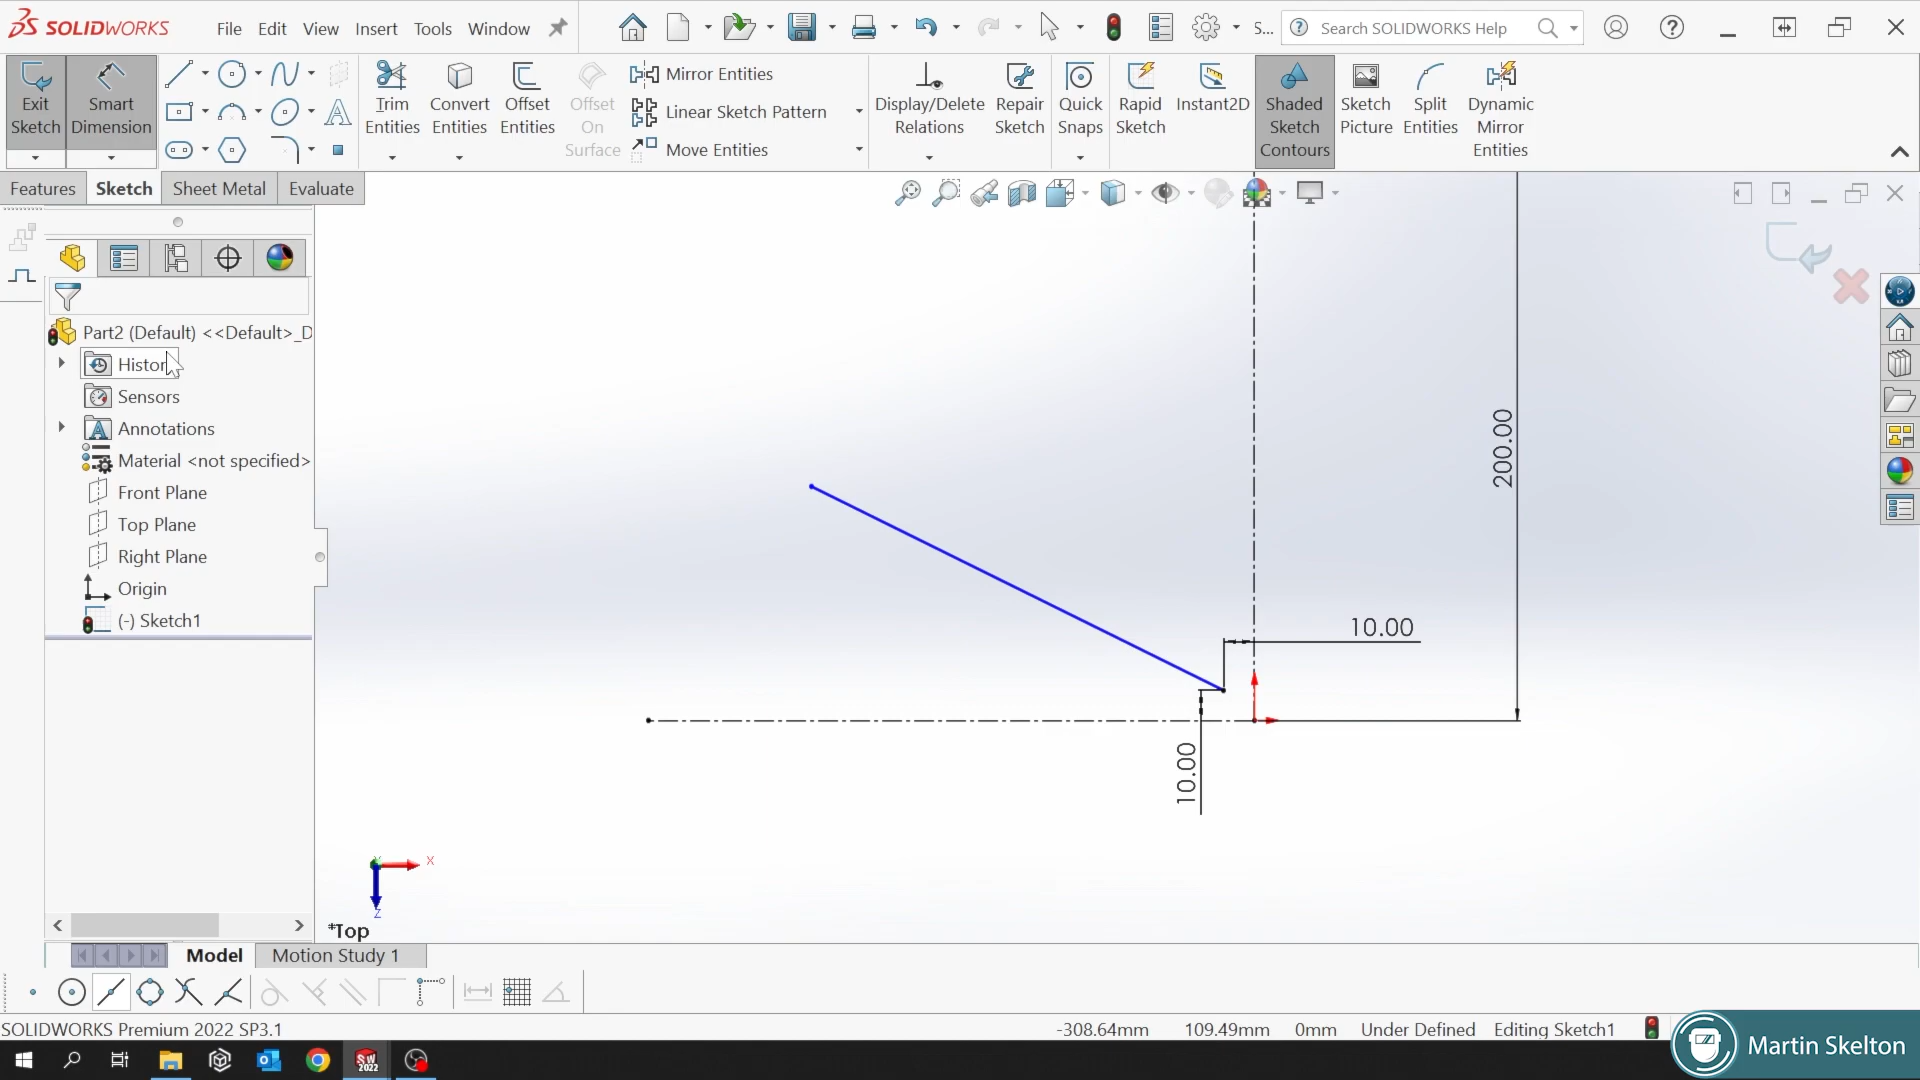 SOLIDWORKS
File
Edit
View
Insert
Tools
Window
S...
Search SOLIDWORKS Help
Exit
Sketch
Smart
Dimension
Trim
Entities
Convert
Entities
Offset
Entities
Offset
On
Surface
Mirror Entities
Linear Sketch Pattern
Move Entities
Display/Delete
Relations
Repair
Sketch
Quick
Snaps
Rapid
Sketch
Instant2D
Shaded
Sketch
Contours
Sketch
Picture
Split
Entities
Dynamic
Mirror
Entities
Features
Sketch
Sheet Metal
Evaluate
Part2 (Default) <<Default>_D
Histor
Sensors
Annotations
Material <not specified>
Front Plane
Top Plane
Right Plane
Origin
(-) Sketch1
200.00
10.00
10.00
X
Y
Z
*Top
Model
Motion Study 1
SOLIDWORKS Premium 2022 SP3.1
-308.64mm
109.49mm
0mm
Under Defined
Editing Sketch1
SW
2022
Martin Skelton